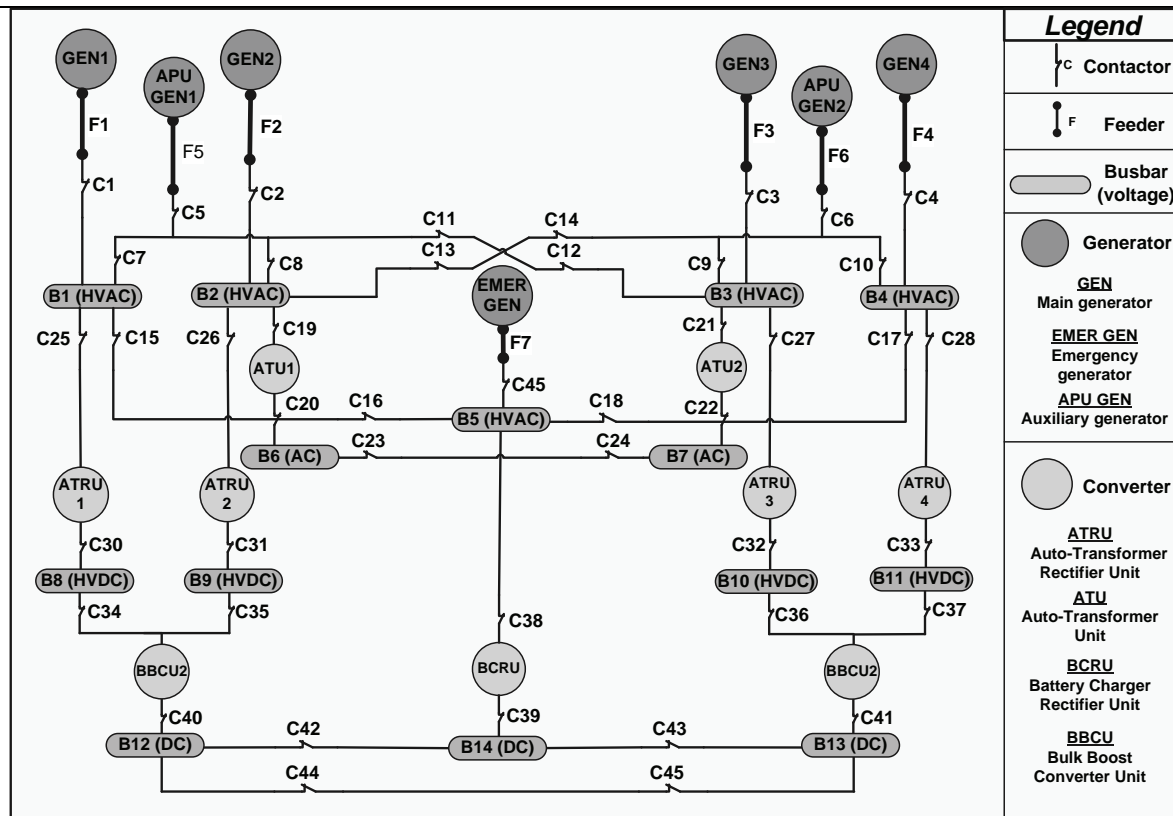 GEN1
APU
GEN1
GEN2
GEN3
APU
GEN2
GEN4
F1
F5
F2
F3
F6
F4
C1
C5
C2
C3
C6
C4
C11
C14
C7
C8
C13
C12
C9
C10
B1 (HVAC)
B2 (HVAC)
EMER
GEN
B3 (HVAC)
B4 (HVAC)
C25
C15
C26
C19
F7
C21
C27
C17
C28
ATU1
ATU2
C45
C20
C16
C18
C22
B5 (HVAC)
B6 (AC)
C23
C24
B7 (AC)
ATRU
1
ATRU
2
ATRU
3
ATRU
4
C30
C31
C32
C33
B8 (HVDC)
B9 (HVDC)
B10 (HVDC)
B11 (HVDC)
C34
C35
C38
C36
C37
BBCU2
BCRU
BBCU2
C40
C39
C41
C42
C43
B12 (DC)
B14 (DC)
B13 (DC)
C44
C45
Legend
C Contactor
F Feeder
Busbar
(voltage)
Generator
GEN
Main generator
EMER GEN
Emergency
generator
APU GEN
Auxiliary generator
Converter
ATRU
Auto-Transformer
Rectifier Unit
ATU
Auto-Transformer
Unit
BCRU
Battery Charger
Rectifier Unit
BBCU
Bulk Boost
Converter Unit